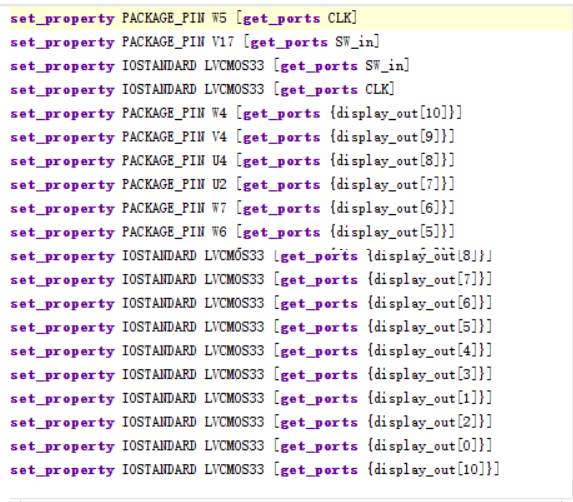 set_property PACKAGE_PIN W5 [get_ports CLK]
set_property PACKAGE_PIN V17 [get_ports SW_in]
set_property IOSTANDARD LVCMOS33 [get_ports SW_in]
set_property IOSTANDARD LVCMOS33 [get_ports CLK]
set_property PACKAGE_PIN W4 [get_ports {display_out[10]}]
set_property PACKAGE_PIN V4 [get_ports {display_out[9]}]
set_property PACKAGE_PIN U4 [get_ports {display_out[8]}]
set_property PACKAGE_PIN U2 [get_ports {display_out[7]}]
set_property PACKAGE_PIN W7 [get_ports {display_out[6]}]
set_property PACKAGE_PIN W6 [get_ports {display_out[5]}]
set_property IOSTANDARD LVCMOS33 [get_ports {display_out[8]}]
set_property IOSTANDARD LVCMOS33 [get_ports {display_out[7]}]
set_property IOSTANDARD LVCMOS33 [get_ports {display_out[6]}]
set_property IOSTANDARD LVCMOS33 [get_ports {display_out[5]}]
set_property IOSTANDARD LVCMOS33 [get_ports {display_out[4]}]
set_property IOSTANDARD LVCMOS33 [get_ports {display_out[3]}]
set_property IOSTANDARD LVCMOS33 [get_ports {display_out[1]}]
set_property IOSTANDARD LVCMOS33 [get_ports {display_out[2]}]
set_property IOSTANDARD LVCMOS33 [get_ports {display_out[0]}]
set_property IOSTANDARD LVCMOS33 [get_ports {display_out[10]}]